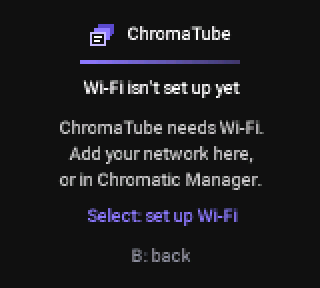 ChromaTube
Wi-Fi isn't set up yet
ChromaTube needs Wi-Fi.
Add your network here,
or in Chromatic Manager.
Select: set up Wi-Fi
B: back